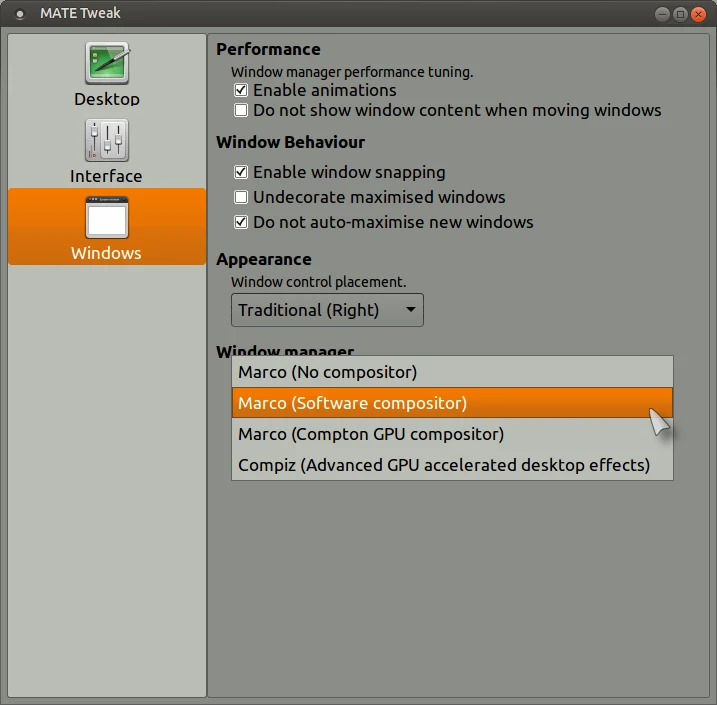 MATE Tweak
Desktop
Interface
Windows
Performance
Window manager performance tuning.
Enable animations
Do not show window content when moving windows
Window Behaviour
Enable window snapping
Undecorate maximised windows
Do not auto-maximise new windows
Appearance
Window control placement.
Traditional (Right)
Window manager
Marco (No compositor)
Marco (Software compositor)
Marco (Compton GPU compositor)
Compiz (Advanced GPU accelerated desktop effects)